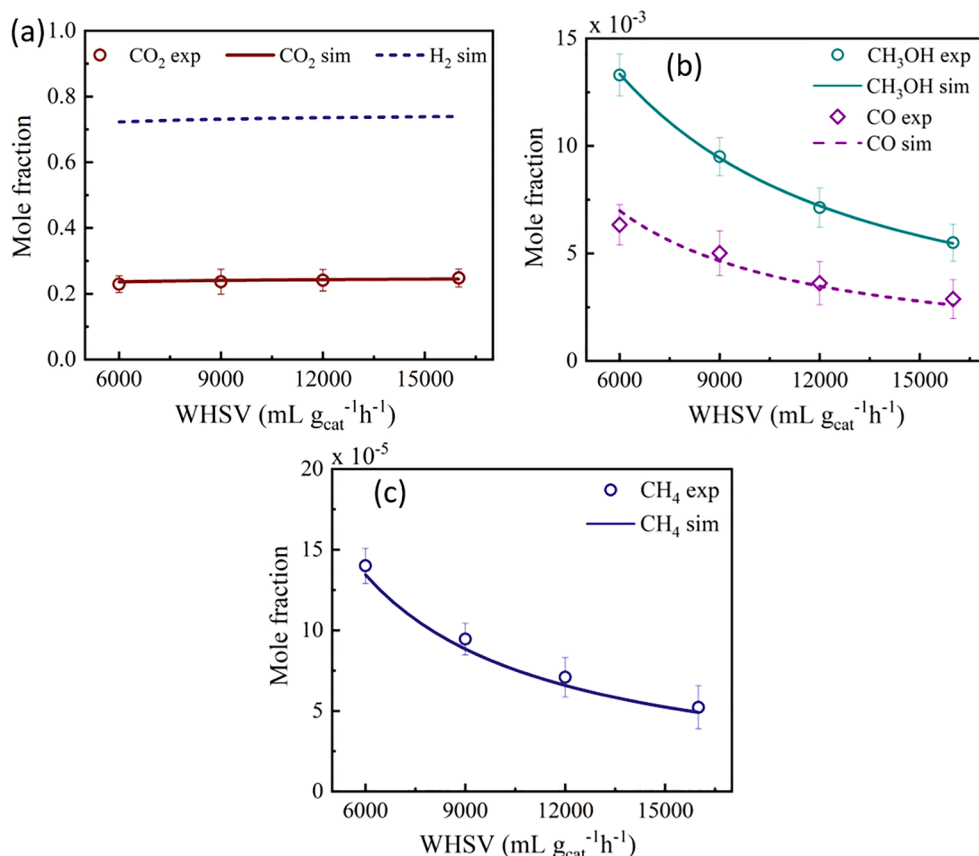 (a)
CO₂ exp CO₂ sim H₂ sim
1.0
0.8
0.6
0.4
0.2
0.0
Mole fraction
6000 9000 12000 15000
WHSV (mL g_cat⁻¹h⁻¹)
x 10⁻³
(b)
CH₃OH exp
CH₃OH sim
CO exp
CO sim
15
10
5
0
Mole fraction
6000 9000 12000 15000
WHSV (mL g_cat⁻¹h⁻¹)
x 10⁻⁵
(c)
CH₄ exp
CH₄ sim
20
15
10
5
0
Mole fraction
6000 9000 12000 15000
WHSV (mL g_cat⁻¹h⁻¹)